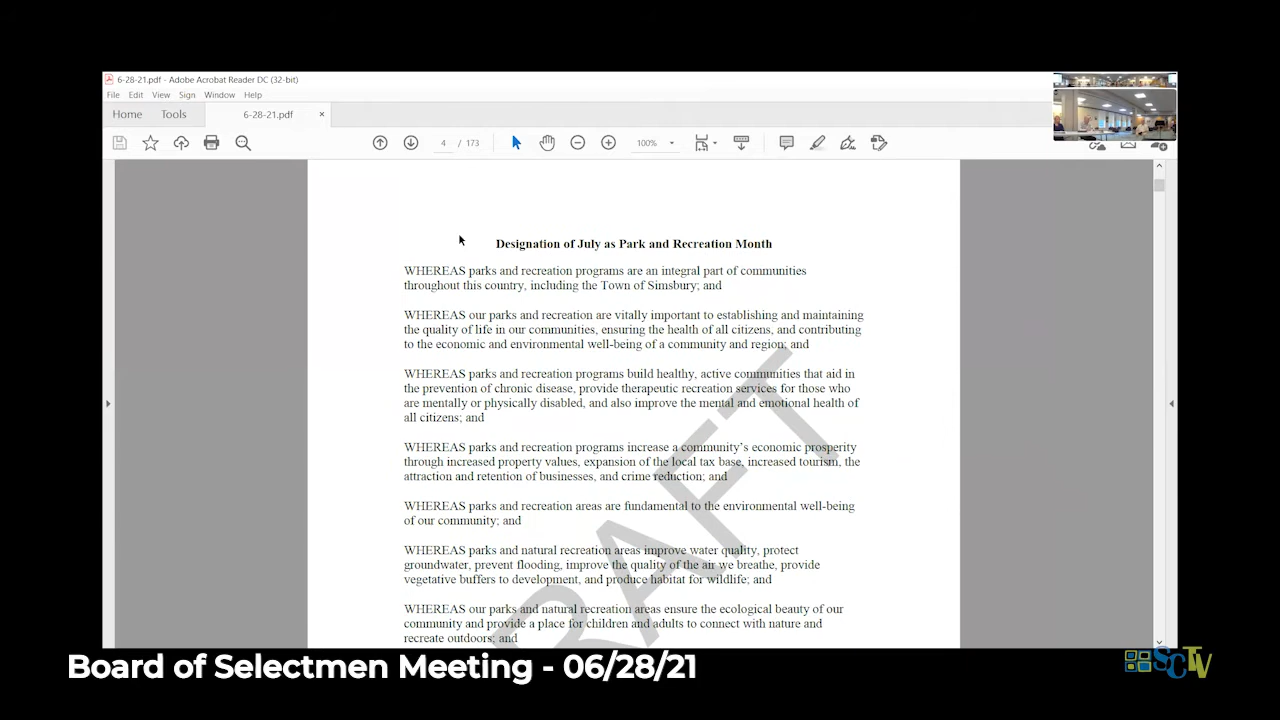 6-28-21.pdf - Adobe Acrobat Reader DC (32-bit)
File Edit View Sign Window Help
Home Tools 6-28-21.pdf ×
4 / 173 100%
Designation of July as Park and Recreation Month
WHEREAS parks and recreation programs are an integral part of communities
throughout this country, including the Town of Simsbury; and
WHEREAS our parks and recreation are vitally important to establishing and maintaining
the quality of life in our communities, ensuring the health of all citizens, and contributing
to the economic and environmental well-being of a community and region; and
WHEREAS parks and recreation programs build healthy, active communities that aid in
the prevention of chronic disease, provide therapeutic recreation services for those who
are mentally or physically disabled, and also improve the mental and emotional health of
all citizens; and
WHEREAS parks and recreation programs increase a community’s economic prosperity
through increased property values, expansion of the local tax base, increased tourism, the
attraction and retention of businesses, and crime reduction; and
WHEREAS parks and recreation areas are fundamental to the environmental well-being
of our community; and
WHEREAS parks and natural recreation areas improve water quality, protect
groundwater, prevent flooding, improve the quality of the air we breathe, provide
vegetative buffers to development, and produce habitat for wildlife; and
WHEREAS our parks and natural recreation areas ensure the ecological beauty of our
community and provide a place for children and adults to connect with nature and
recreate outdoors; and
RAFT
Board of Selectmen Meeting - 06/28/21
SCTV